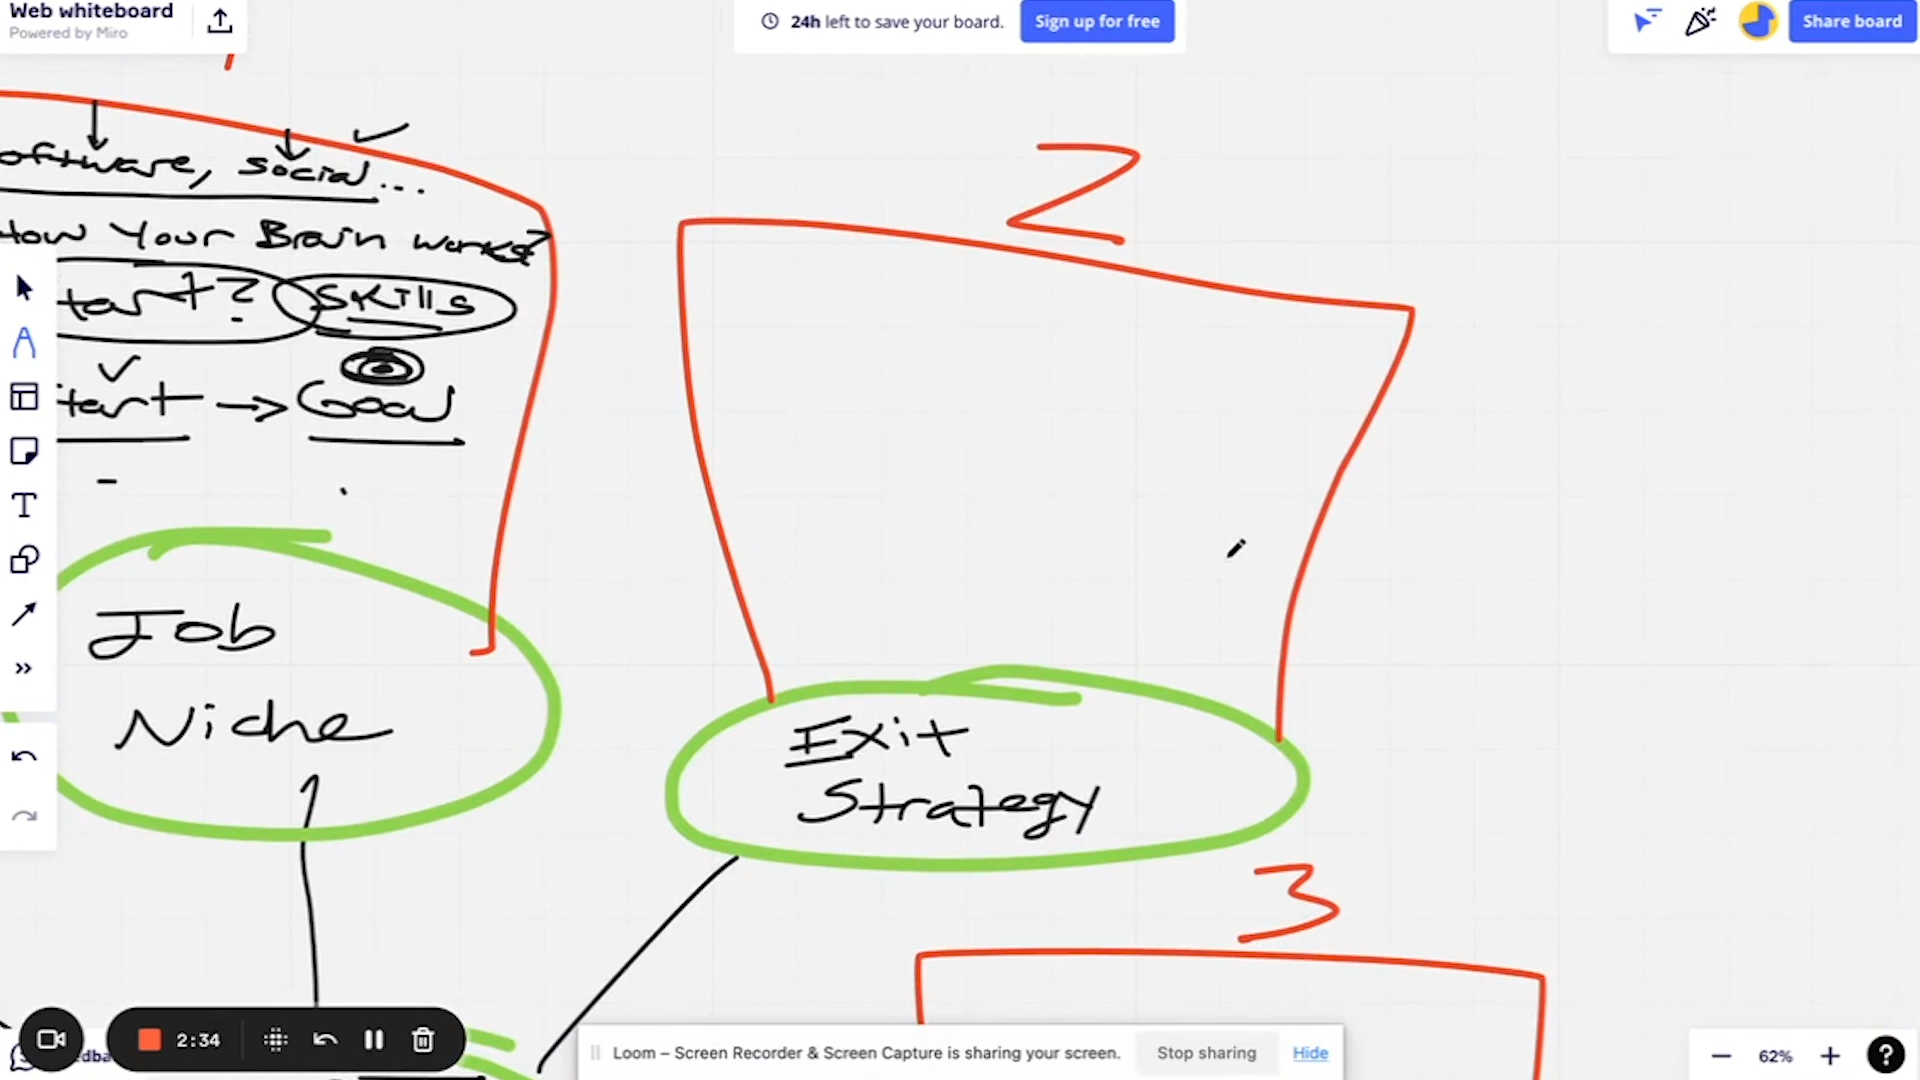 Web whiteboard
Powered by Miro
24h left to save your board.
Sign up for free
Share board
2
oftware, social...
How Your Brain works?
tart? SKills
tart → Goal
Job
Niche
Exit
Strategy
3
2:34
Loom – Screen Recorder & Screen Capture is sharing your screen.
Stop sharing
Hide
62%